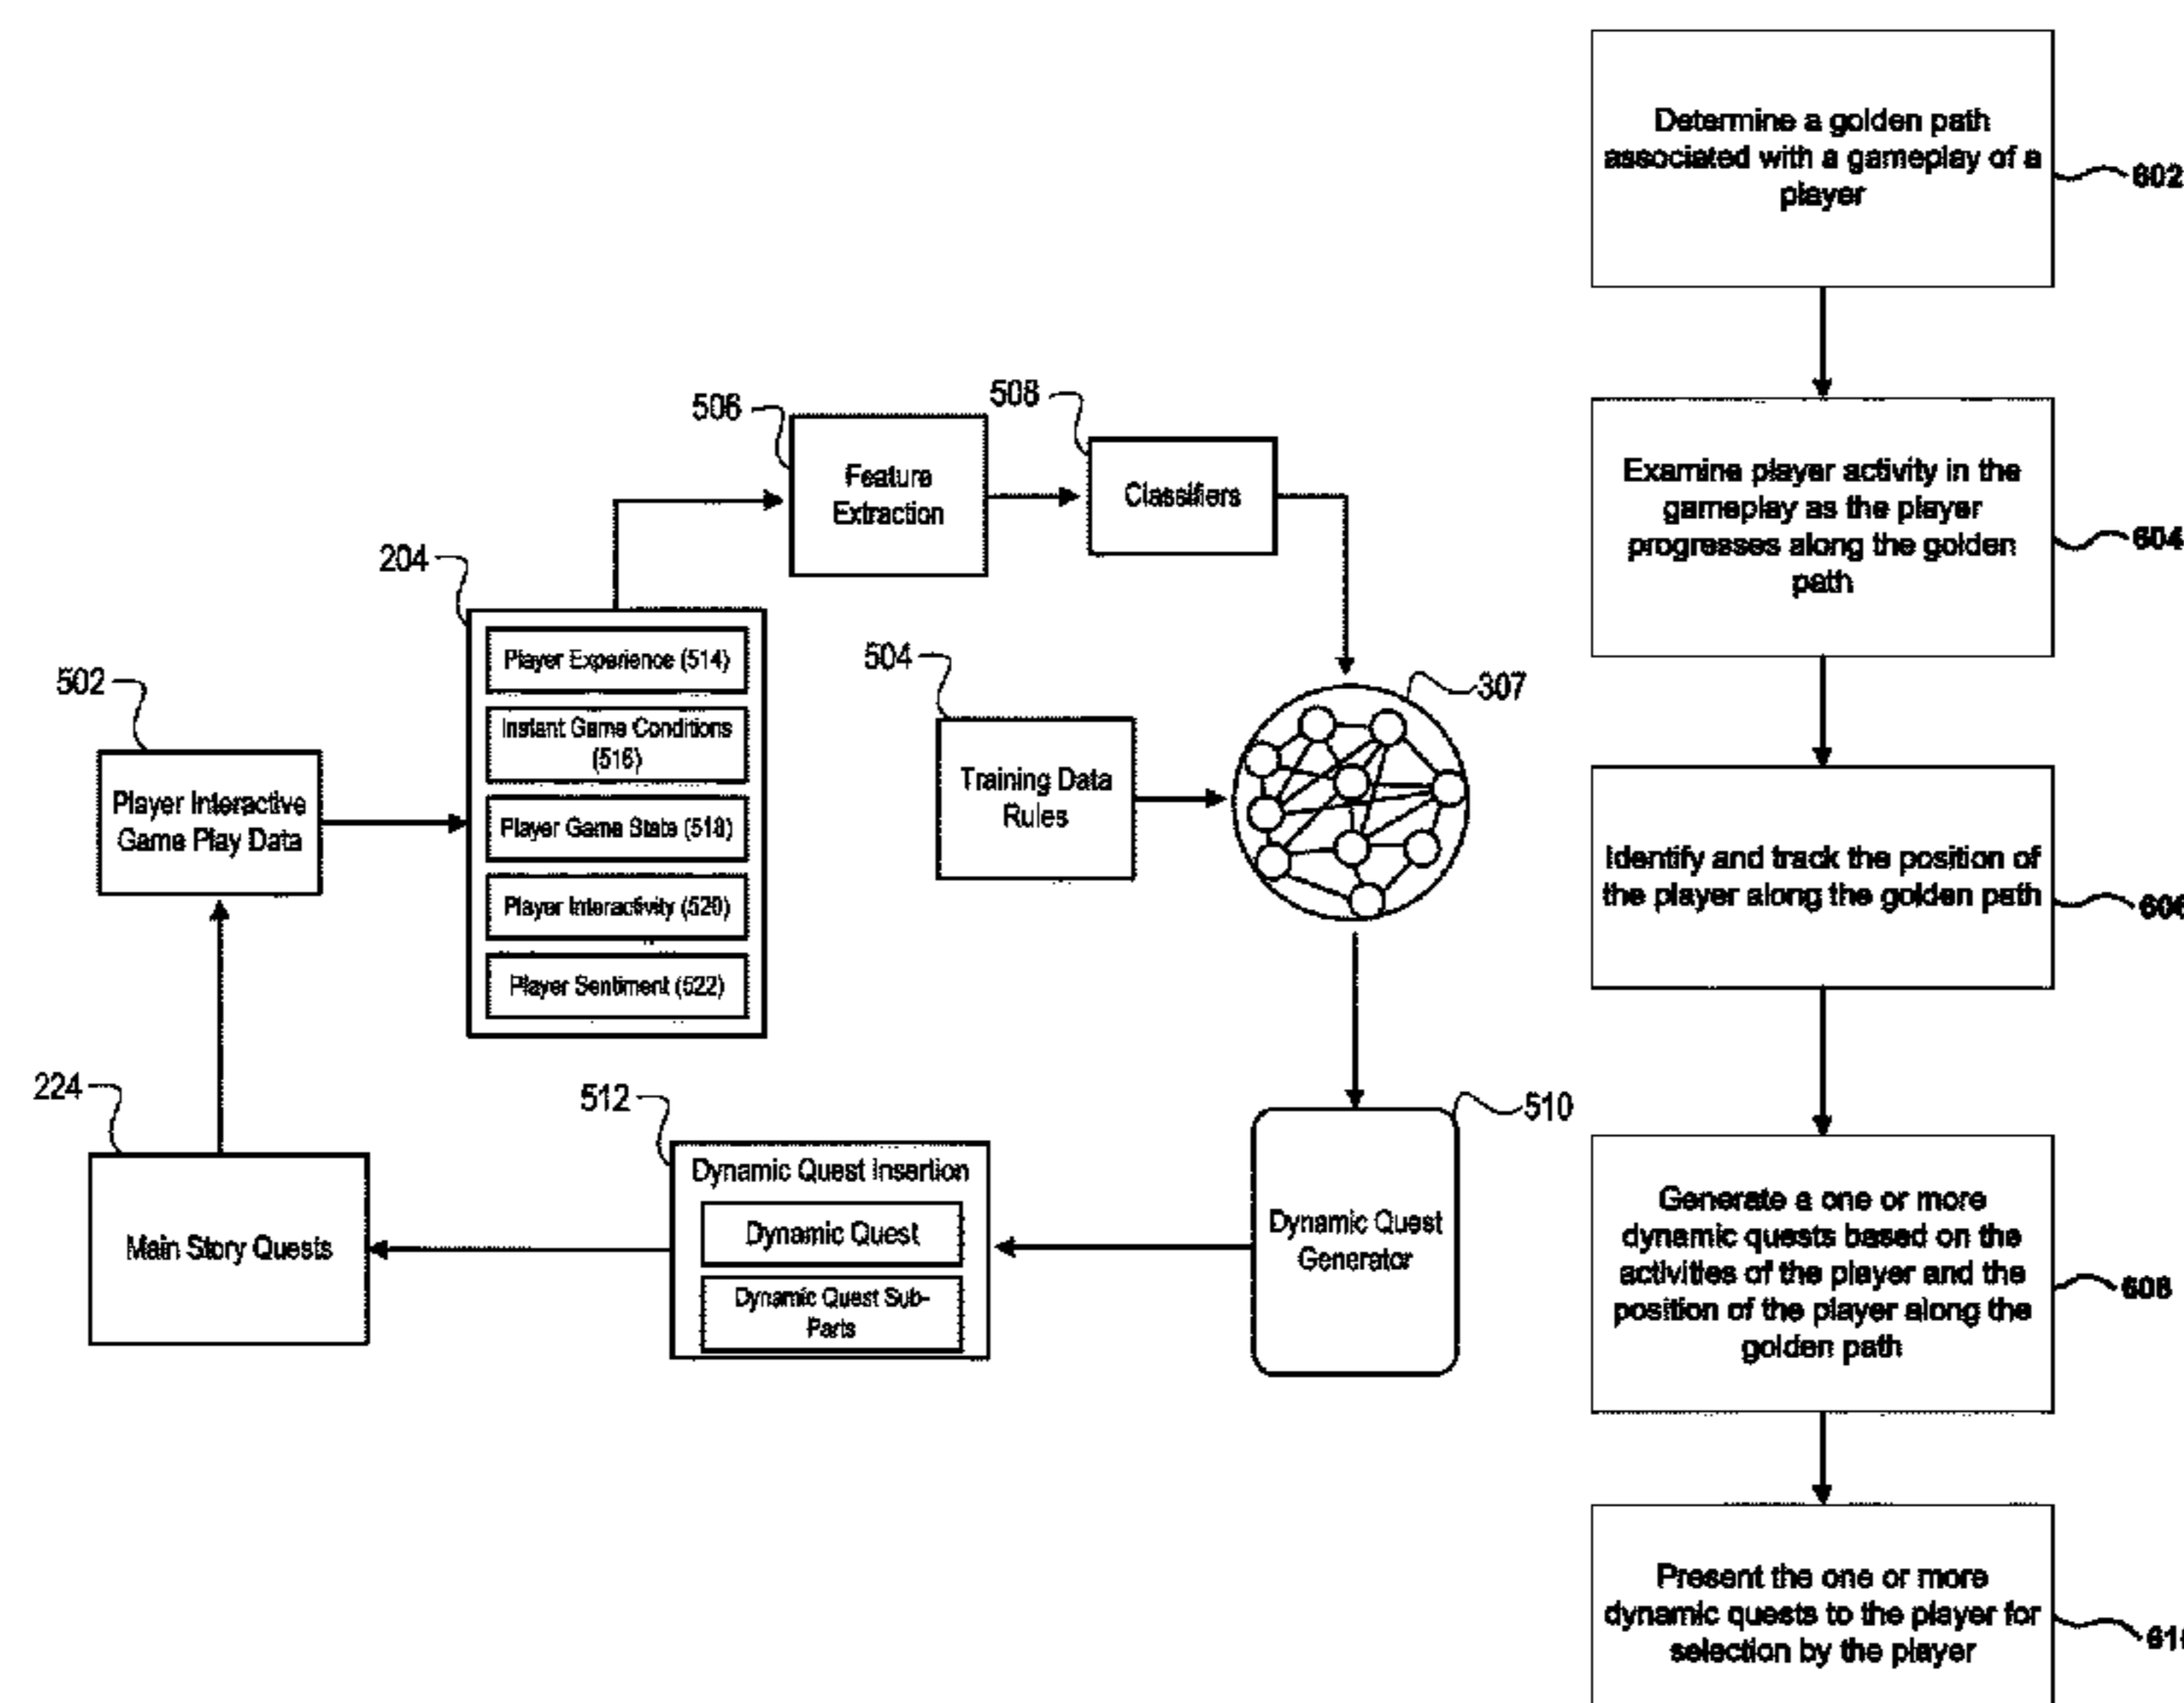 506
508
Feature
Extraction
Classifiers
204
Player Experience (514)
Instant Game Conditions
(516)
Player Game State (518)
Player Interactivity (520)
Player Sentiment (522)
502
Player Interactive
Game Play Data
504
Training Data
Rules
307
224
Main Story Quests
512
Dynamic Quest Insertion
Dynamic Quest
Dynamic Quest Sub-
Parts
510
Dynamic Quest
Generator
Determine a golden path
associated with a gameplay of a
player
602
Examine player activity in the
gameplay as the player
progresses along the golden
path
604
Identify and track the position of
the player along the golden path
606
Generate a one or more
dynamic quests based on the
activities of the player and the
position of the player along the
golden path
608
Present the one or more
dynamic quests to the player for
selection by the player